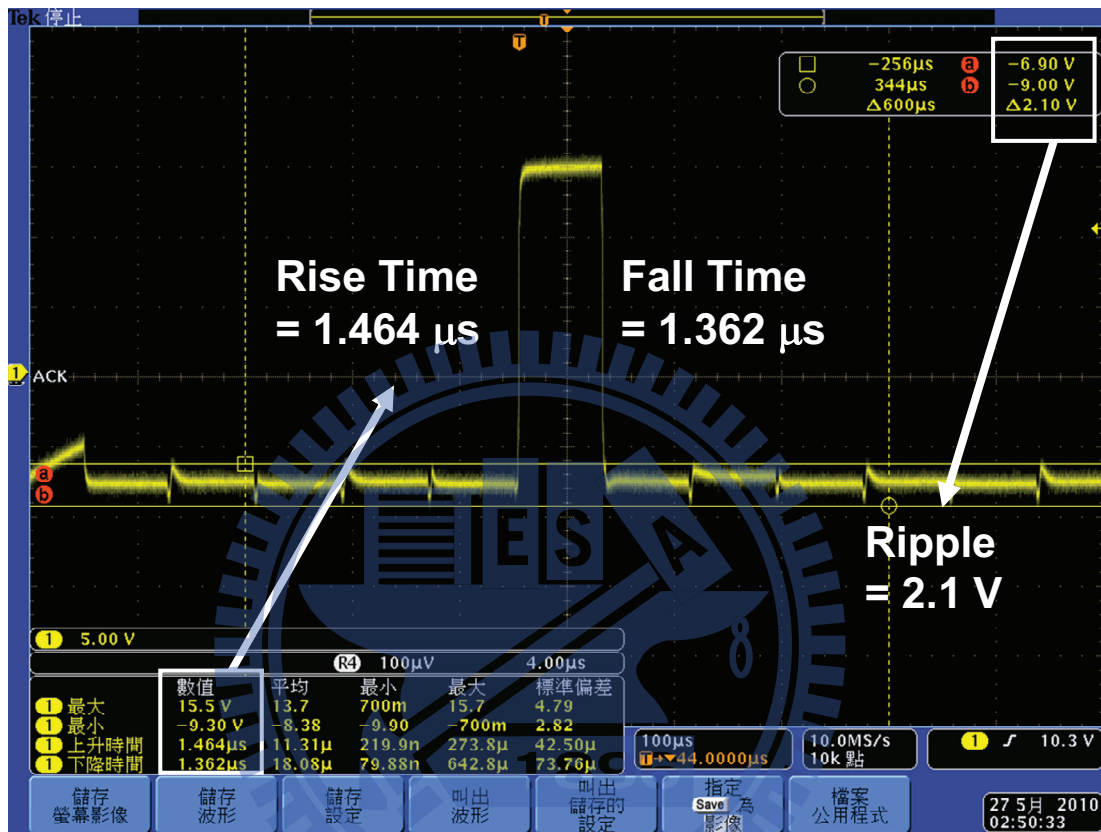 Tek 停止
T
T
-256µs a -6.90 V
344µs b -9.00 V
Δ600µs Δ2.10 V
Rise Time
= 1.464 µs
Fall Time
= 1.362 µs
1 ACK
a
b
ESA
Ripple
= 2.1 V
8
1 5.00 V
R4 100µV 4.00µs
數值 平均 最小 最大 標準偏差
1 最大 15.5 V 13.7 700m 15.7 4.79
1 最小 -9.30 V -8.38 -9.90 -700m 2.82
1 上升時間 1.464µs 11.31µ 219.9n 273.8µ 42.50µ
1 下降時間 1.362µs 18.08µ 79.88n 642.8µ 73.76µ
100µs
T→▼44.0000µs
10.0MS/s
10k 點
1 10.3 V
儲存
螢幕影像
儲存
波形
儲存
設定
叫出
波形
叫出
儲存的
設定
指定
Save 為
影像
檔案
公用程式
27 5月 2010
02:50:33